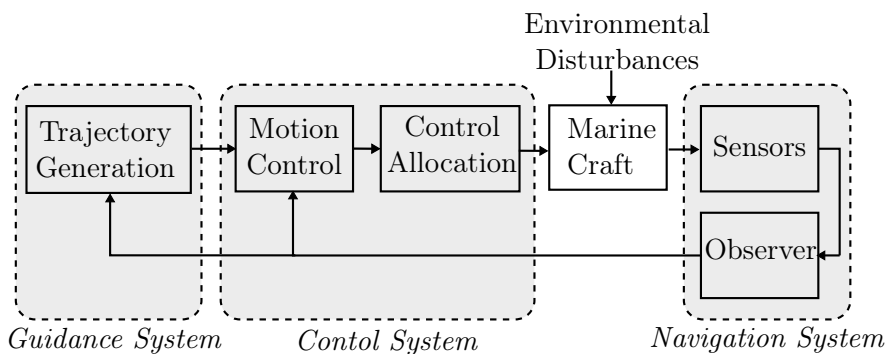 Environmental
Disturbances
Trajectory
Generation
Motion
Control
Control
Allocation
Marine
Craft
Sensors
Observer
Guidance System
Contol System
Navigation System